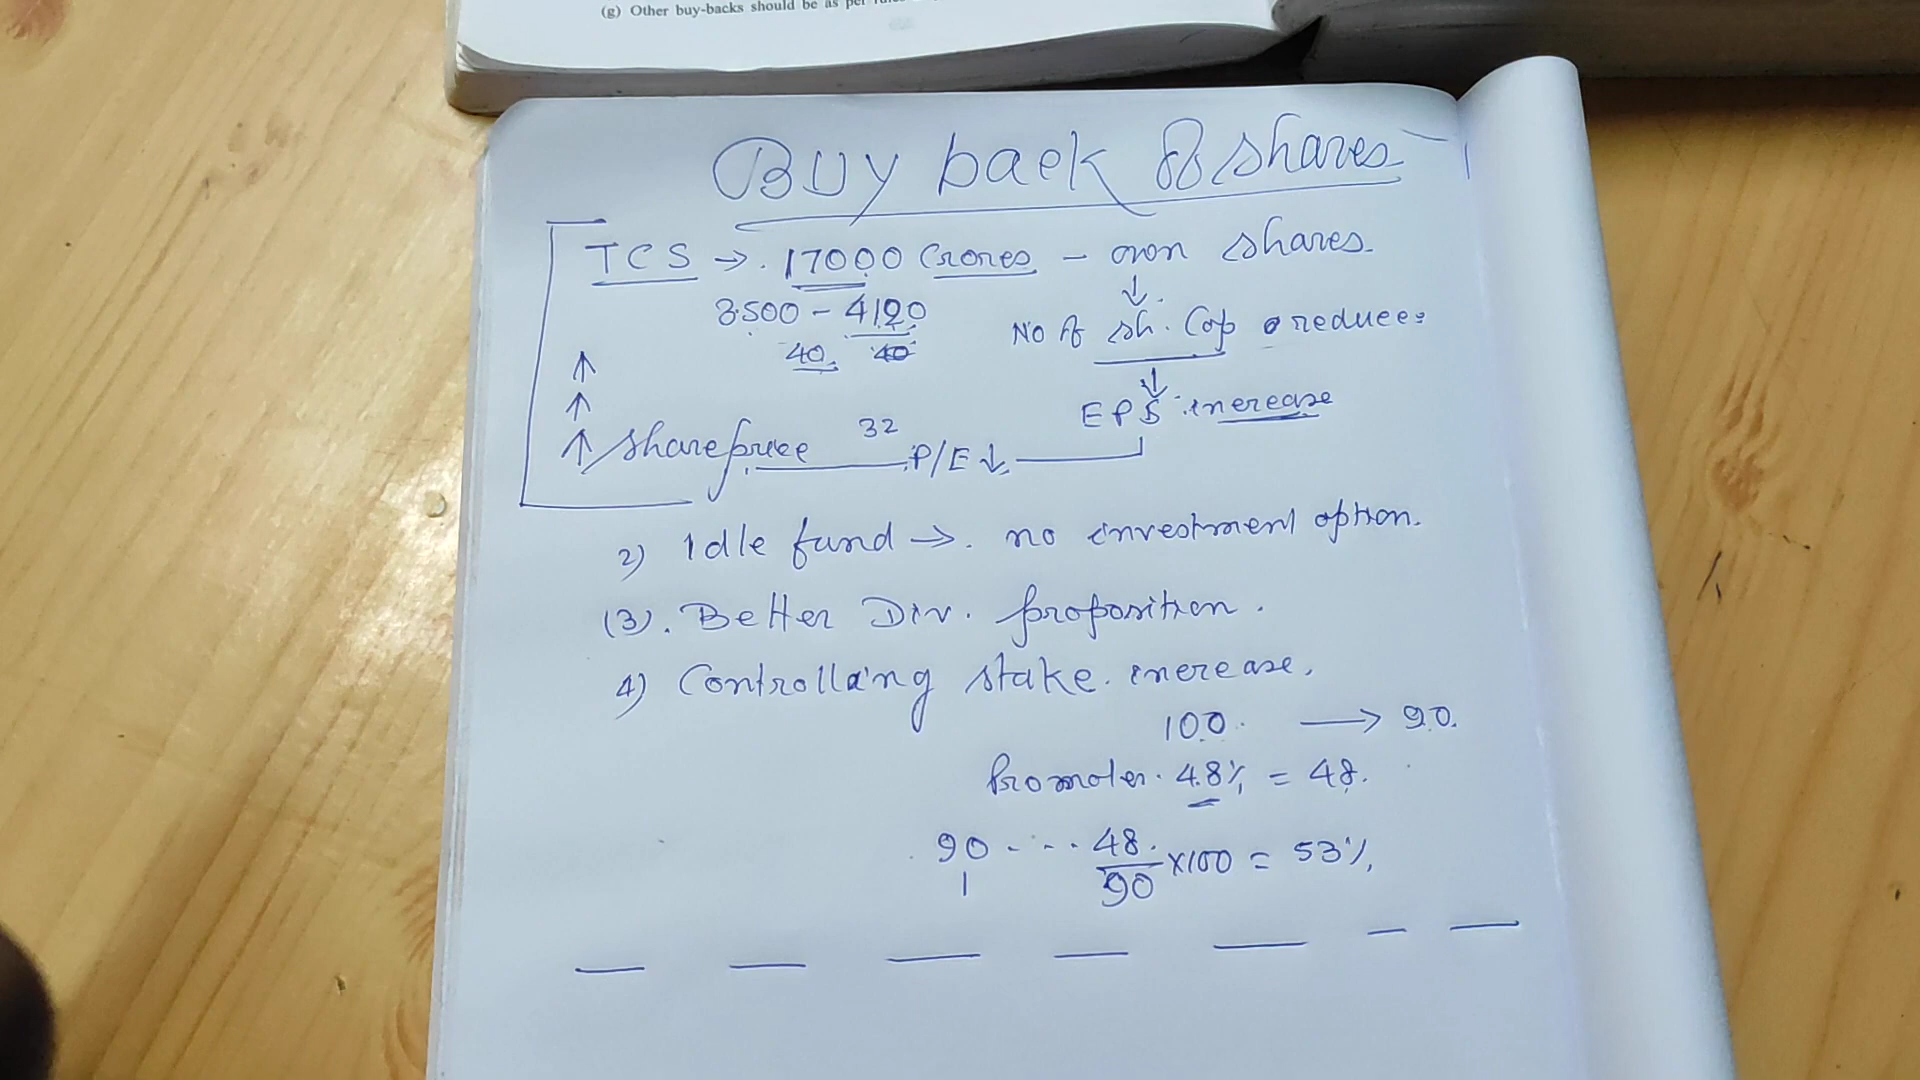 (g) Other buy-backs should be as per
Buy back of shares
TCS → 17000 Crores - own shares
3500 - 4120
40 40
No of sh. Cap reduces
EPS increase
Share price 32 P/E ↓
2) Idle fund → no investment option.
(3). Better Div. proposition.
4) Controlling stake increase.
100 → 90.
Promoter 48% = 48.
90 - - - 48/90 x100 = 53%